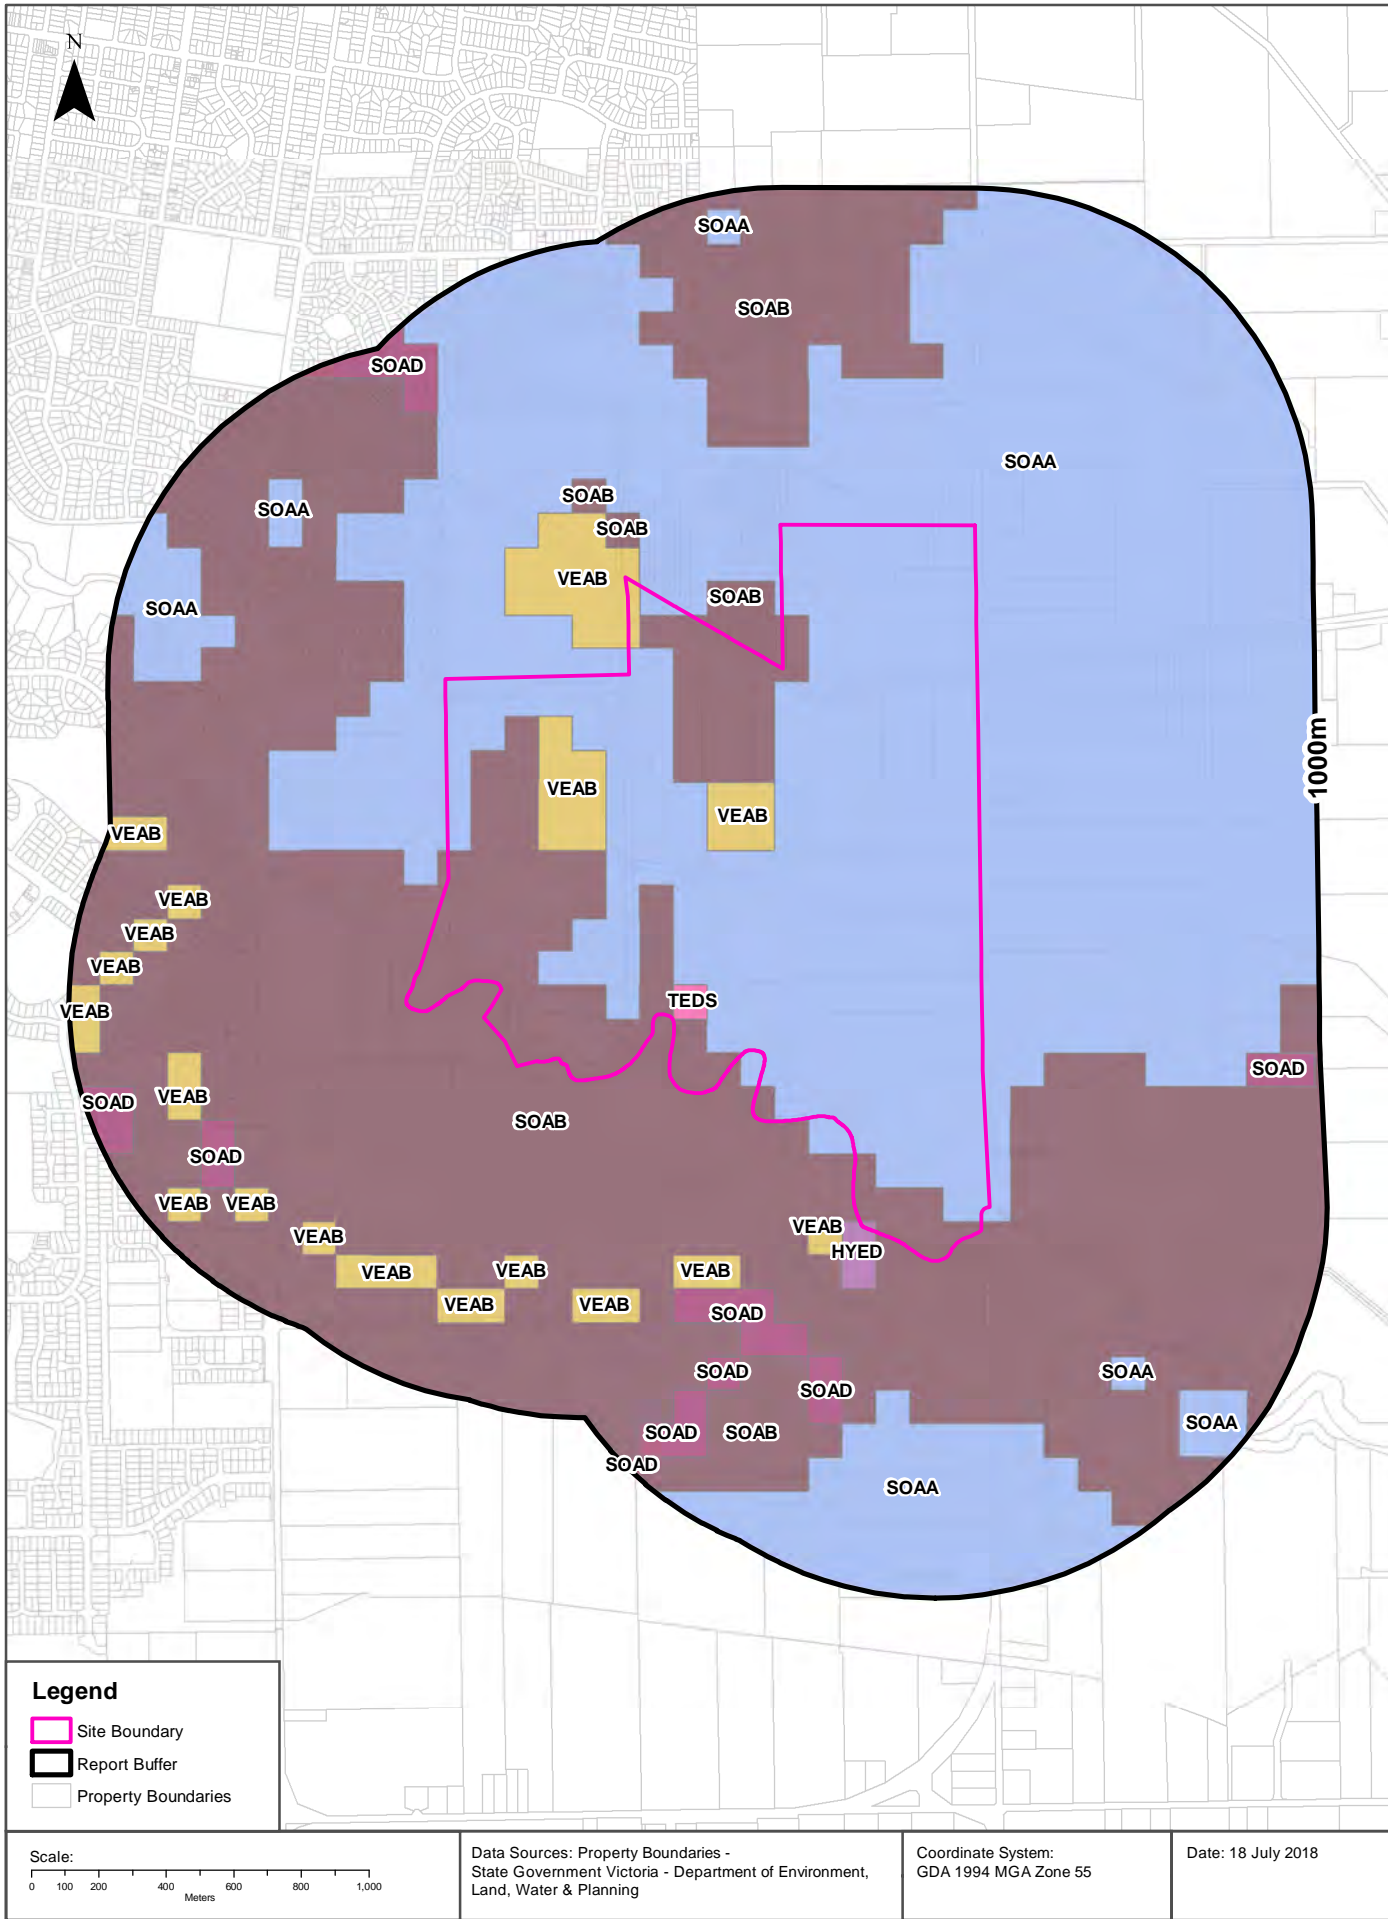 N
SOAA
SOAB
SOAD
SOAA
SOAB
SOAA
SOAB
VEAB
SOAB
SOAA
1000m
VEAB
VEAB
VEAB
VEAB
VEAB
VEAB
TEDS
VEAB
SOAD
VEAB
SOAD
SOAB
SOAD
VEAB
VEAB
VEAB
VEAB
HYED
VEAB
VEAB
VEAB
VEAB
VEAB
SOAD
SOAD
SOAA
SOAD
SOAA
SOAD
SOAB
SOAD
SOAA
Legend
Site Boundary
Report Buffer
Property Boundaries
Scale:
0 100 200 400 600 800 1,000
Meters
Data Sources: Property Boundaries -
State Government Victoria - Department of Environment,
Land, Water & Planning
Coordinate System:
GDA 1994 MGA Zone 55
Date: 18 July 2018